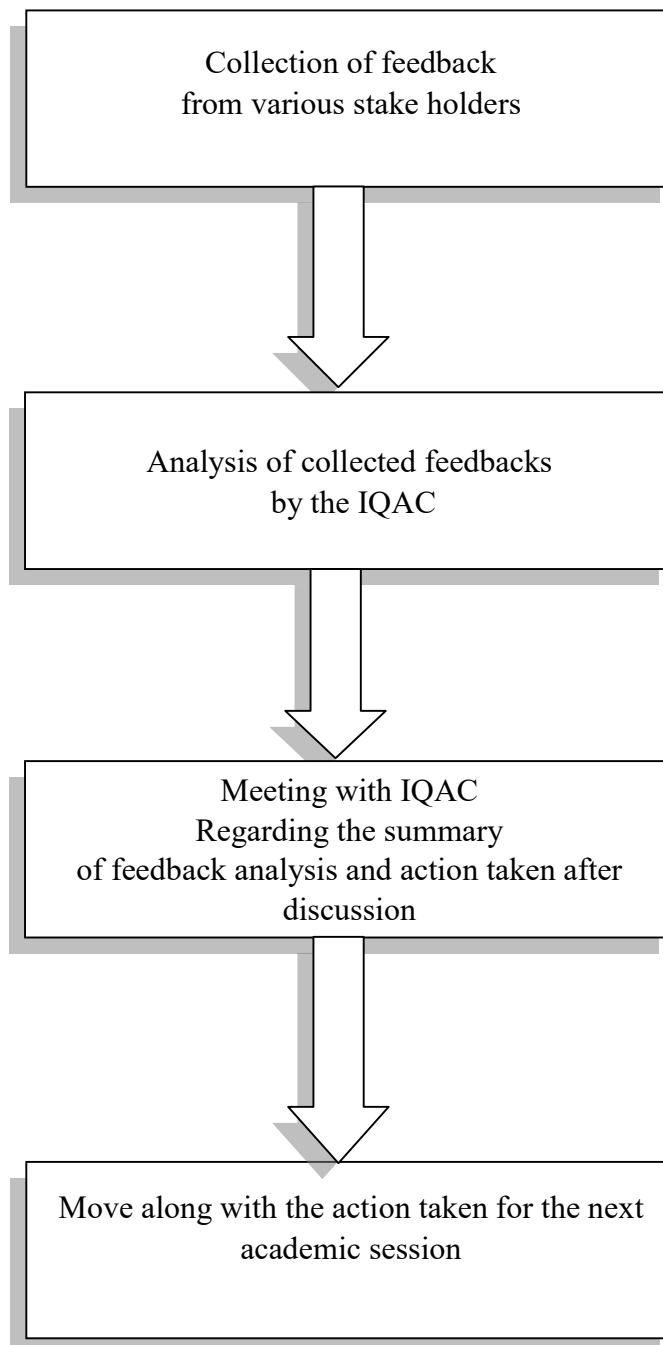 Collection of feedback
from various stake holders
Analysis of collected feedbacks
by the IQAC
Meeting with IQAC
Regarding the summary
of feedback analysis and action taken after
discussion
Move along with the action taken for the next
academic session